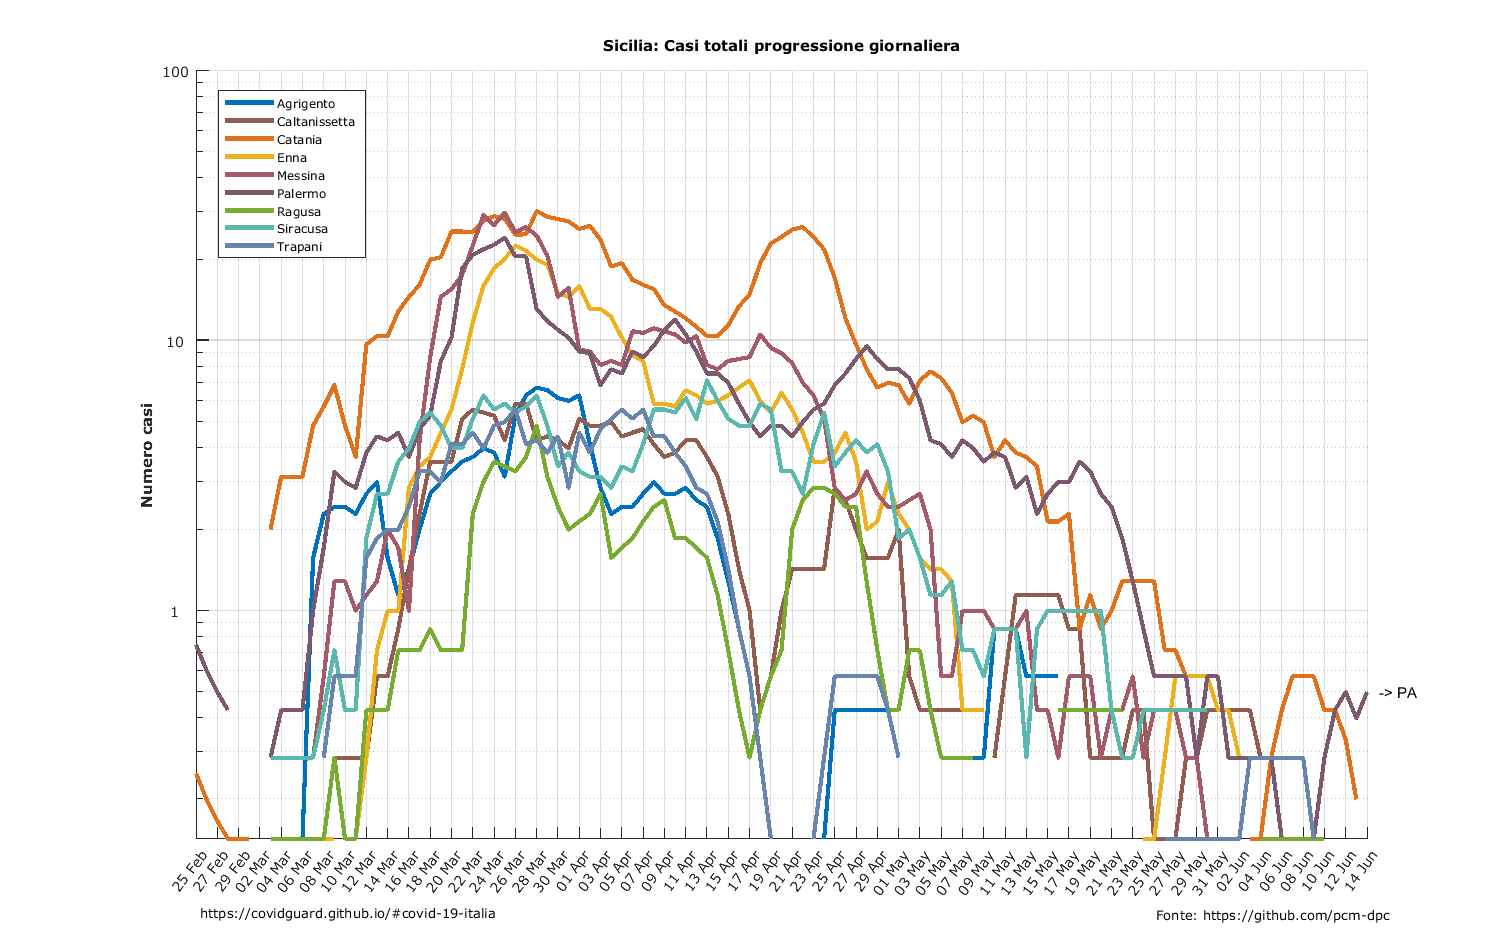 Sicilia: Casi totali progressione giornaliera
Numero casi
100
10
1
Agrigento
Caltanissetta
Catania
Enna
Messina
Palermo
Ragusa
Siracusa
Trapani
-> PA
25 Feb
27 Feb
29 Feb
02 Mar
04 Mar
06 Mar
08 Mar
10 Mar
12 Mar
14 Mar
16 Mar
18 Mar
20 Mar
22 Mar
24 Mar
26 Mar
28 Mar
30 Mar
01 Apr
03 Apr
05 Apr
07 Apr
09 Apr
11 Apr
13 Apr
15 Apr
17 Apr
19 Apr
21 Apr
23 Apr
25 Apr
27 Apr
29 Apr
01 May
03 May
05 May
07 May
09 May
11 May
13 May
15 May
17 May
19 May
21 May
23 May
25 May
27 May
29 May
31 May
02 Jun
04 Jun
06 Jun
08 Jun
10 Jun
12 Jun
14 Jun
https://covidguard.github.io/#covid-19-italia
Fonte: https://github.com/pcm-dpc